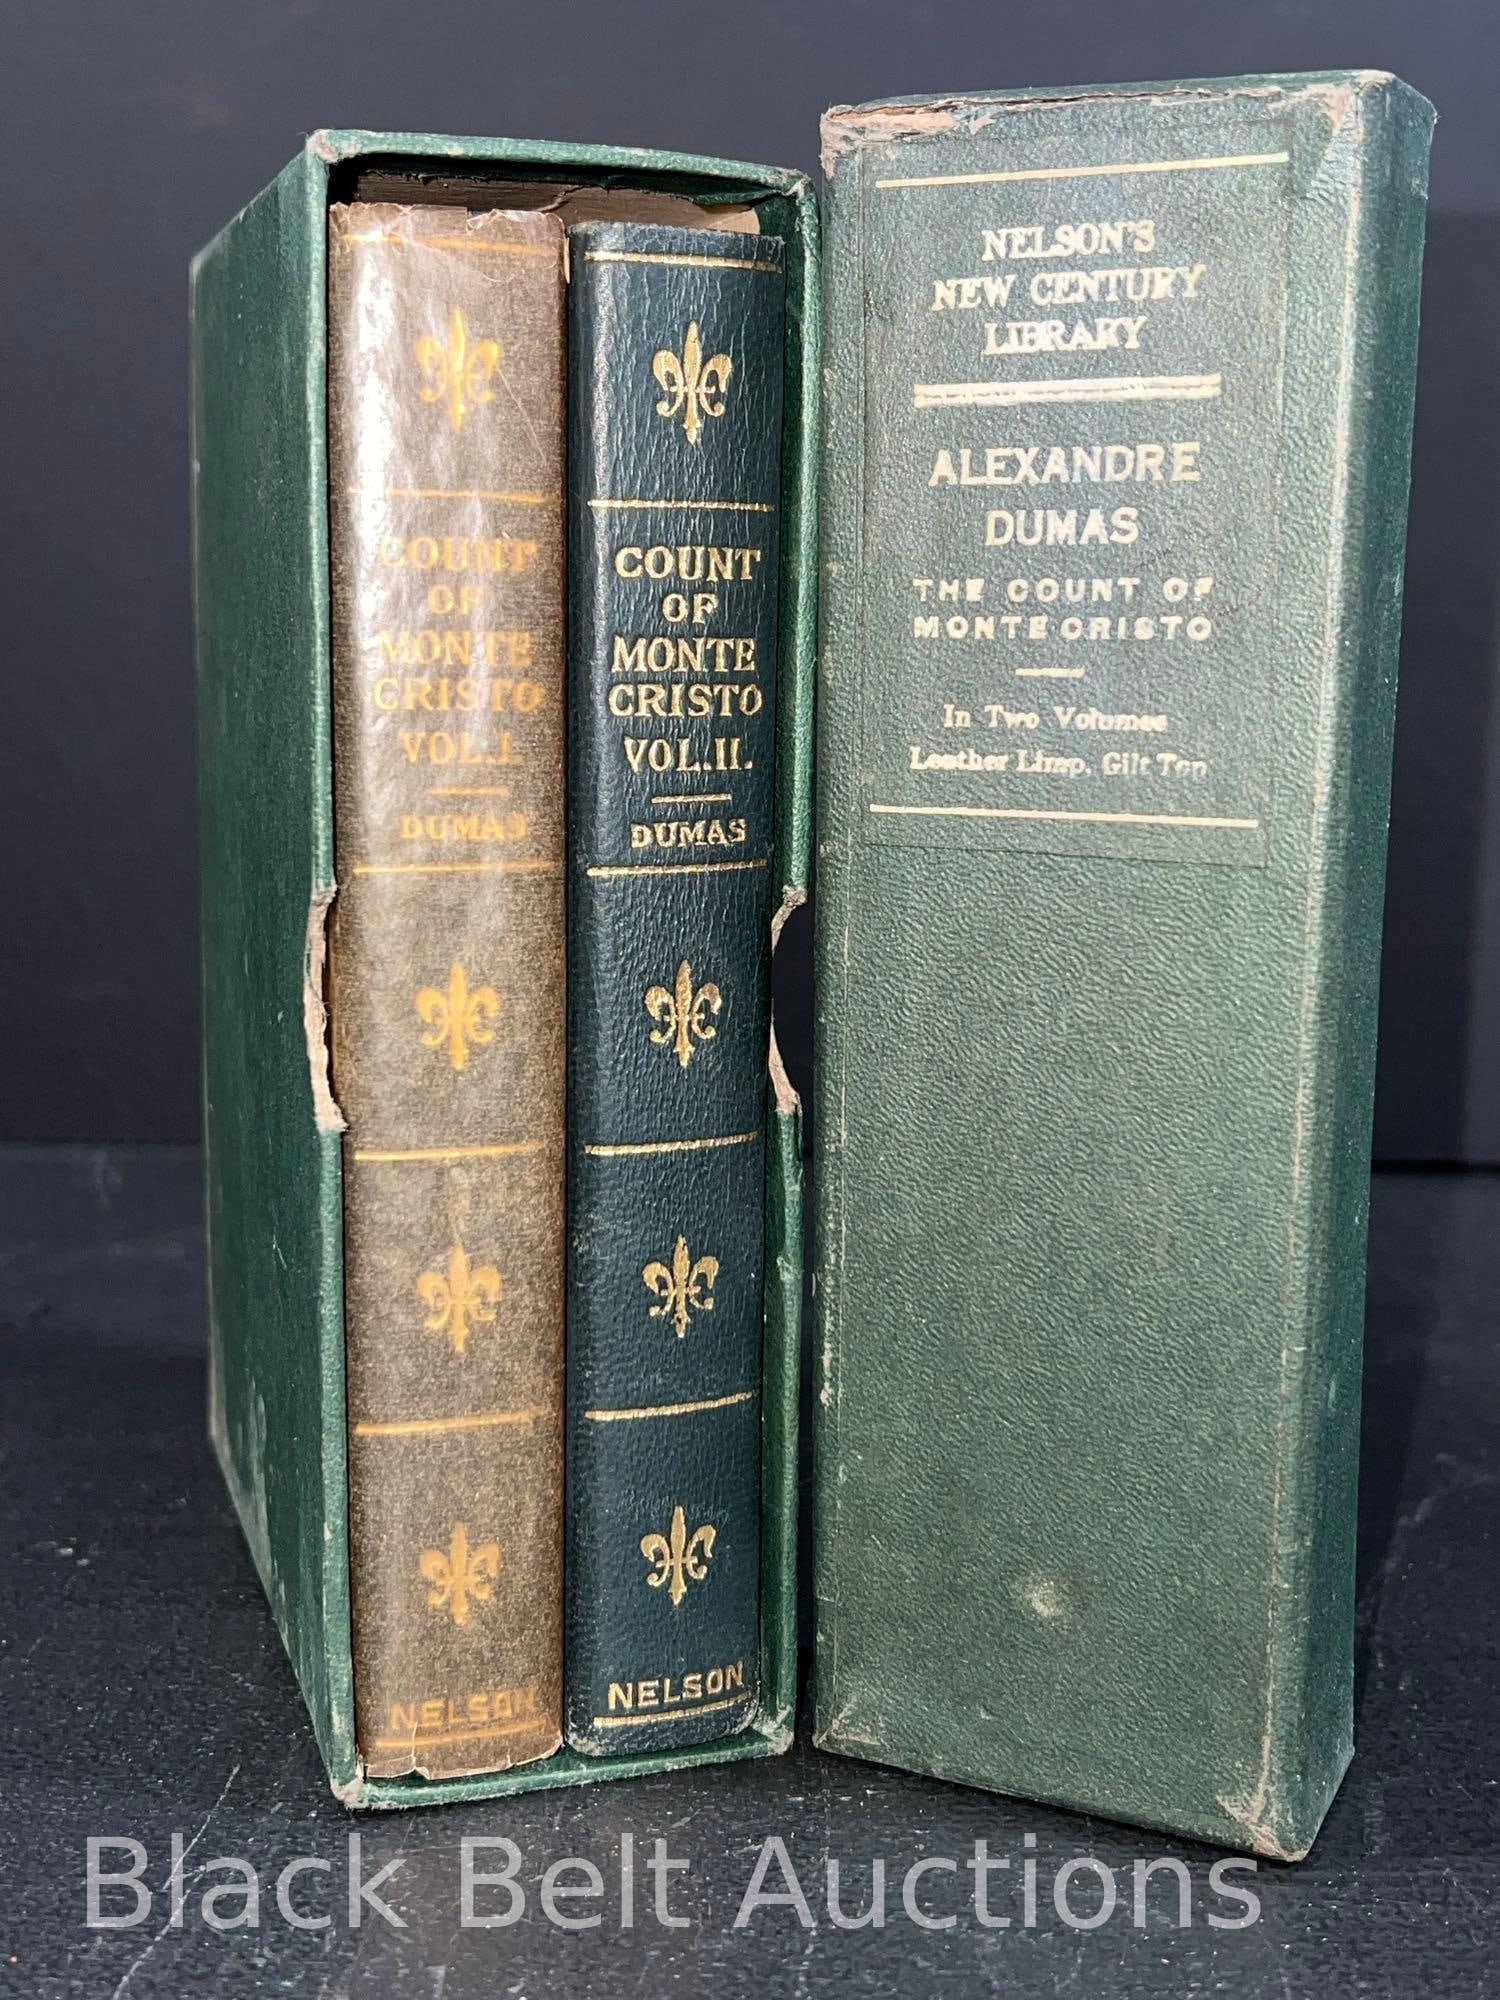 COUNT
OF
MONTE
CRISTO
VOL.I.
DUMAS
NELSON
COUNT
OF
MONTE
CRISTO
VOL.II.
DUMAS
NELSON
NELSON'S
NEW CENTURY
LIBRARY
ALEXANDRE
DUMAS
THE COUNT OF
MONTE CRISTO
In Two Volumes
Leather Limp, Gilt Top
Black Belt Auctions